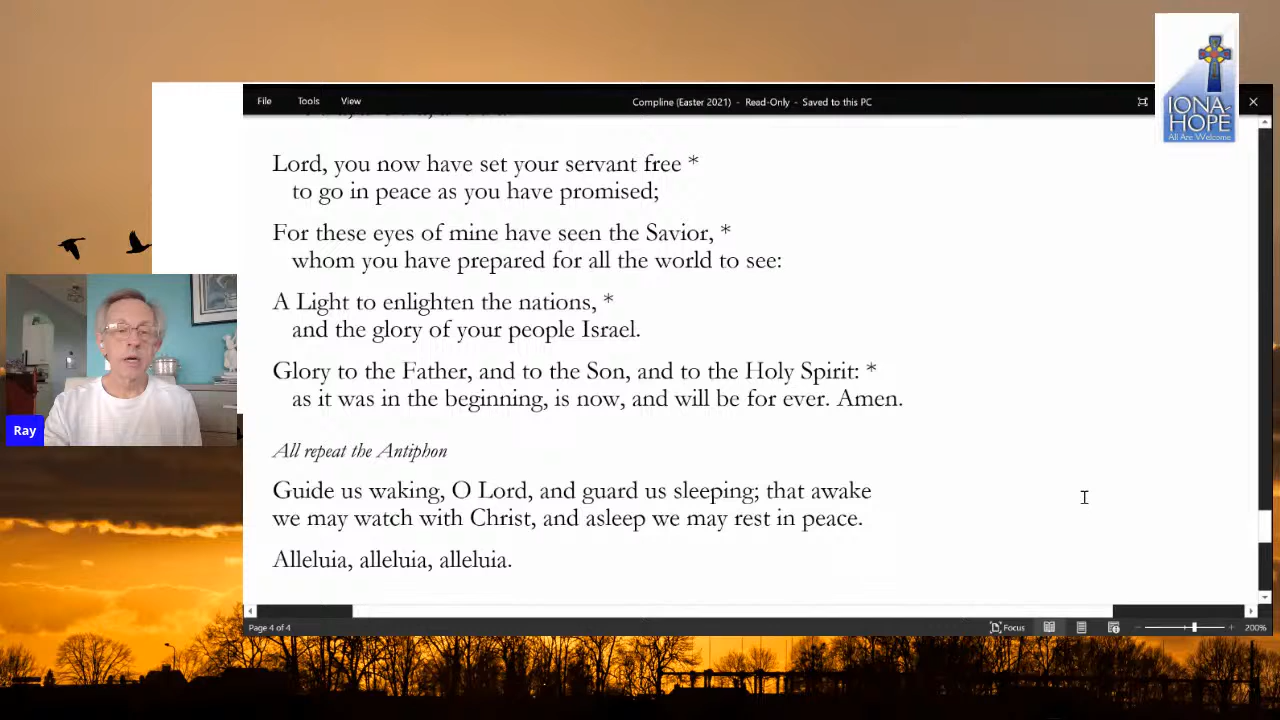 IONA-
HOPE
All Are Welcome
File Tools View Compline (Easter 2021) - Read-Only - Saved to this PC
Lord, you now have set your servant free *
to go in peace as you have promised;
For these eyes of mine have seen the Savior, *
whom you have prepared for all the world to see:
A Light to enlighten the nations, *
and the glory of your people Israel.
Glory to the Father, and to the Son, and to the Holy Spirit: *
as it was in the beginning, is now, and will be for ever. Amen.
Ray
All repeat the Antiphon
Guide us waking, O Lord, and guard us sleeping; that awake
we may watch with Christ, and asleep we may rest in peace.
Alleluia, alleluia, alleluia.
Page 4 of 4 Focus 200%